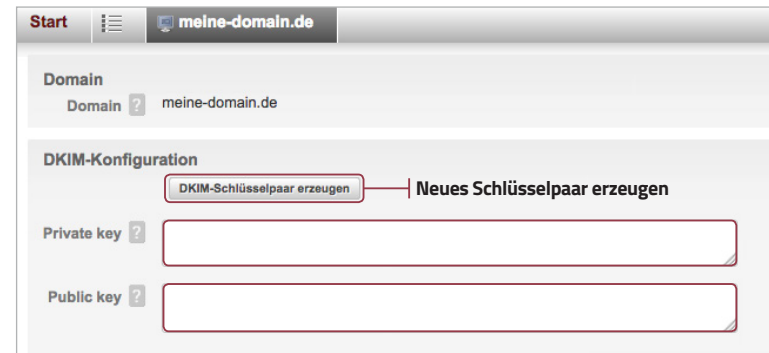 Start meine-domain.de
Domain
Domain ? meine-domain.de
DKIM-Konfiguration
DKIM-Schlüsselpaar erzeugen Neues Schlüsselpaar erzeugen
Private key ?
Public key ?